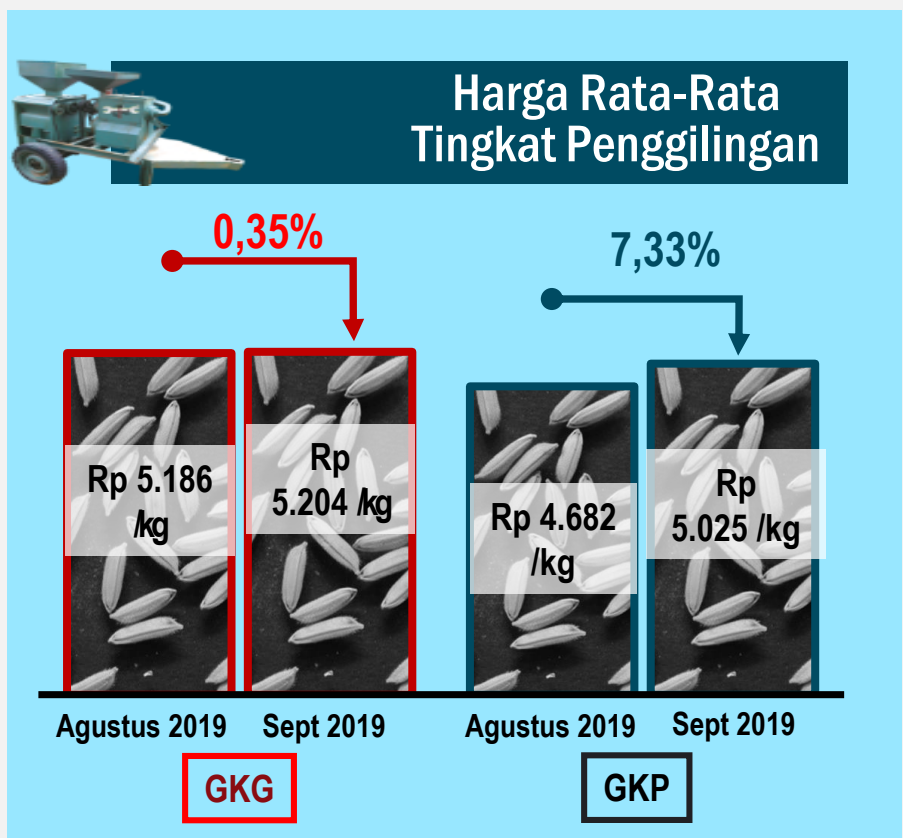 Harga Rata-Rata
Tingkat Penggilingan
0,35%
7,33%
Rp 5.186
/kg
Rp
5.204 /kg
Rp 4.682
/kg
Rp
5.025 /kg
Agustus 2019
Sept 2019
Agustus 2019
Sept 2019
GKG
GKP